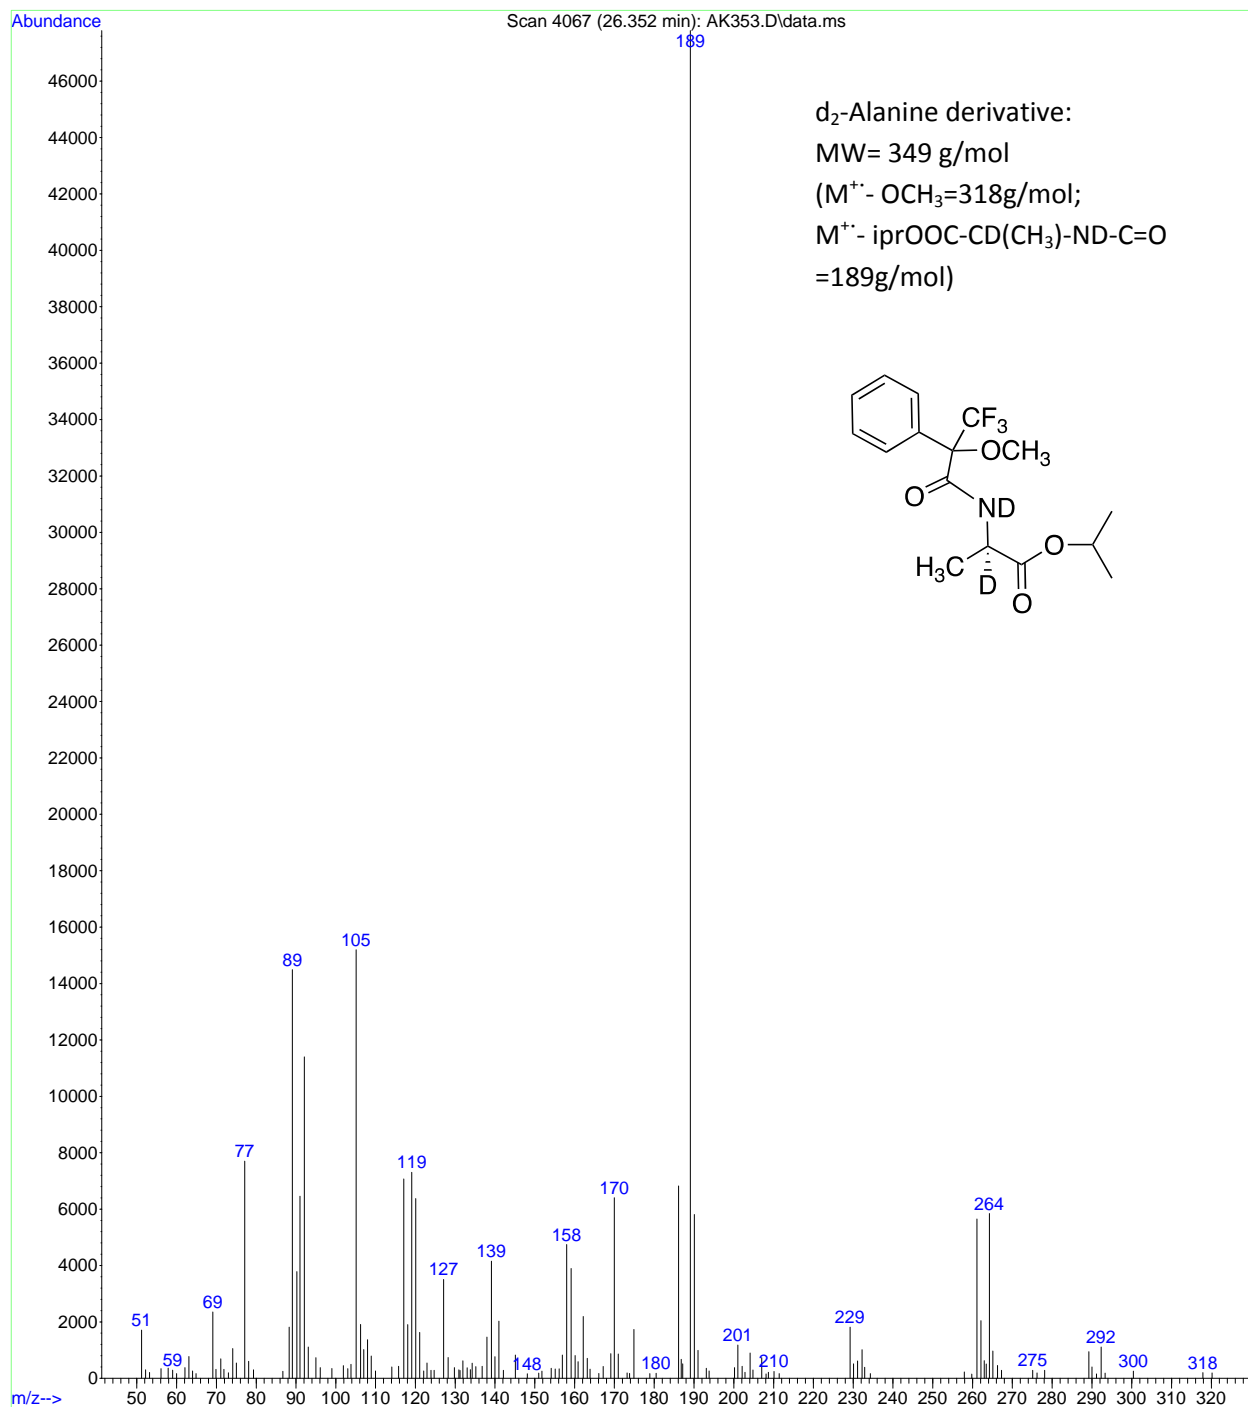 Abundance
Scan 4067 (26.352 min): AK353.D\data.ms
189
46000
44000
42000
40000
38000
36000
34000
32000
30000
28000
26000
24000
22000
20000
18000
16000
14000
12000
10000
8000
6000
4000
2000
0
d₂-Alanine derivative:
MW= 349 g/mol
(M⁺˙- OCH₃=318g/mol;
M⁺˙- iprOOC-CD(CH₃)-ND-C=O
=189g/mol)
CF₃
OCH₃
O
ND
O
H₃C
D
O
105
89
77
119
170
264
158
139
127
69
51
229
201
292
59
148
180
210
275
300
318
50 60 70 80 90 100 110 120 130 140 150 160 170 180 190 200 210 220 230 240 250 260 270 280 290 300 310 320
m/z-->